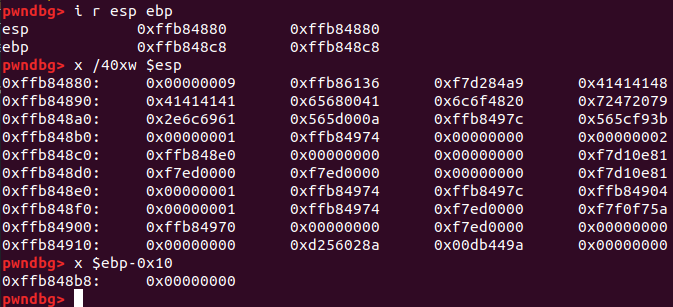 pwndbg> i r esp ebp
esp            0xffb84880          0xffb84880
ebp            0xffb848c8          0xffb848c8
pwndbg> x /40xw $esp
0xffb84880:     0x00000009      0xffb86136      0xf7d284a9      0x41414148
0xffb84890:     0x41414141      0x65680041      0x6c6f4820      0x72472079
0xffb848a0:     0x2e6c6961      0x565d000a      0xffb8497c      0x565cf93b
0xffb848b0:     0x00000001      0xffb84974      0x00000000      0x00000002
0xffb848c0:     0xffb848e0      0x00000000      0x00000000      0xf7d10e81
0xffb848d0:     0xf7ed0000      0xf7ed0000      0x00000000      0xf7d10e81
0xffb848e0:     0x00000001      0xffb84974      0xffb8497c      0xffb84904
0xffb848f0:     0x00000001      0xffb84974      0xf7ed0000      0xf7f0f75a
0xffb84900:     0xffb84970      0x00000000      0xf7ed0000      0x00000000
0xffb84910:     0x00000000      0xd256028a      0x00db449a      0x00000000
pwndbg> x $ebp-0x10
0xffb848b8:     0x00000000
pwndbg>